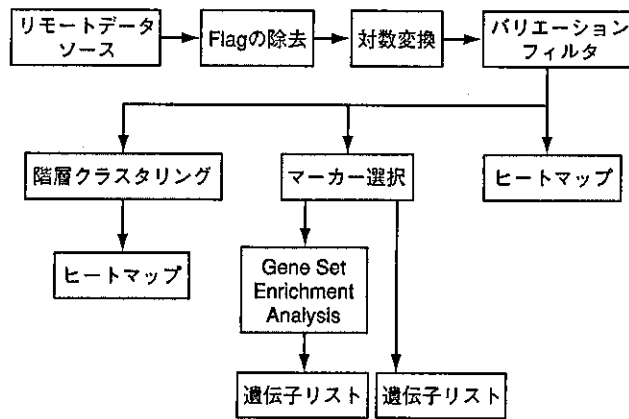 リモートデータ
ソース
Flagの除去
対数変換
バリエーション
フィルタ
階層クラスタリング
マーカー選択
ヒートマップ
ヒートマップ
Gene Set
Enrichment
Analysis
遺伝子リスト
遺伝子リスト